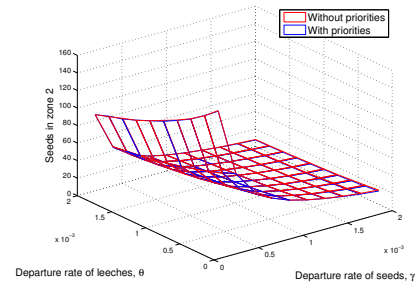 Without priorities
With priorities
160
140
120
100
80
60
40
20
0
Seeds in zone 2
2
1.5
1
0.5
0
x 10⁻³
Departure rate of leeches, θ
0
0.5
1
1.5
2
x 10⁻³
Departure rate of seeds, γ